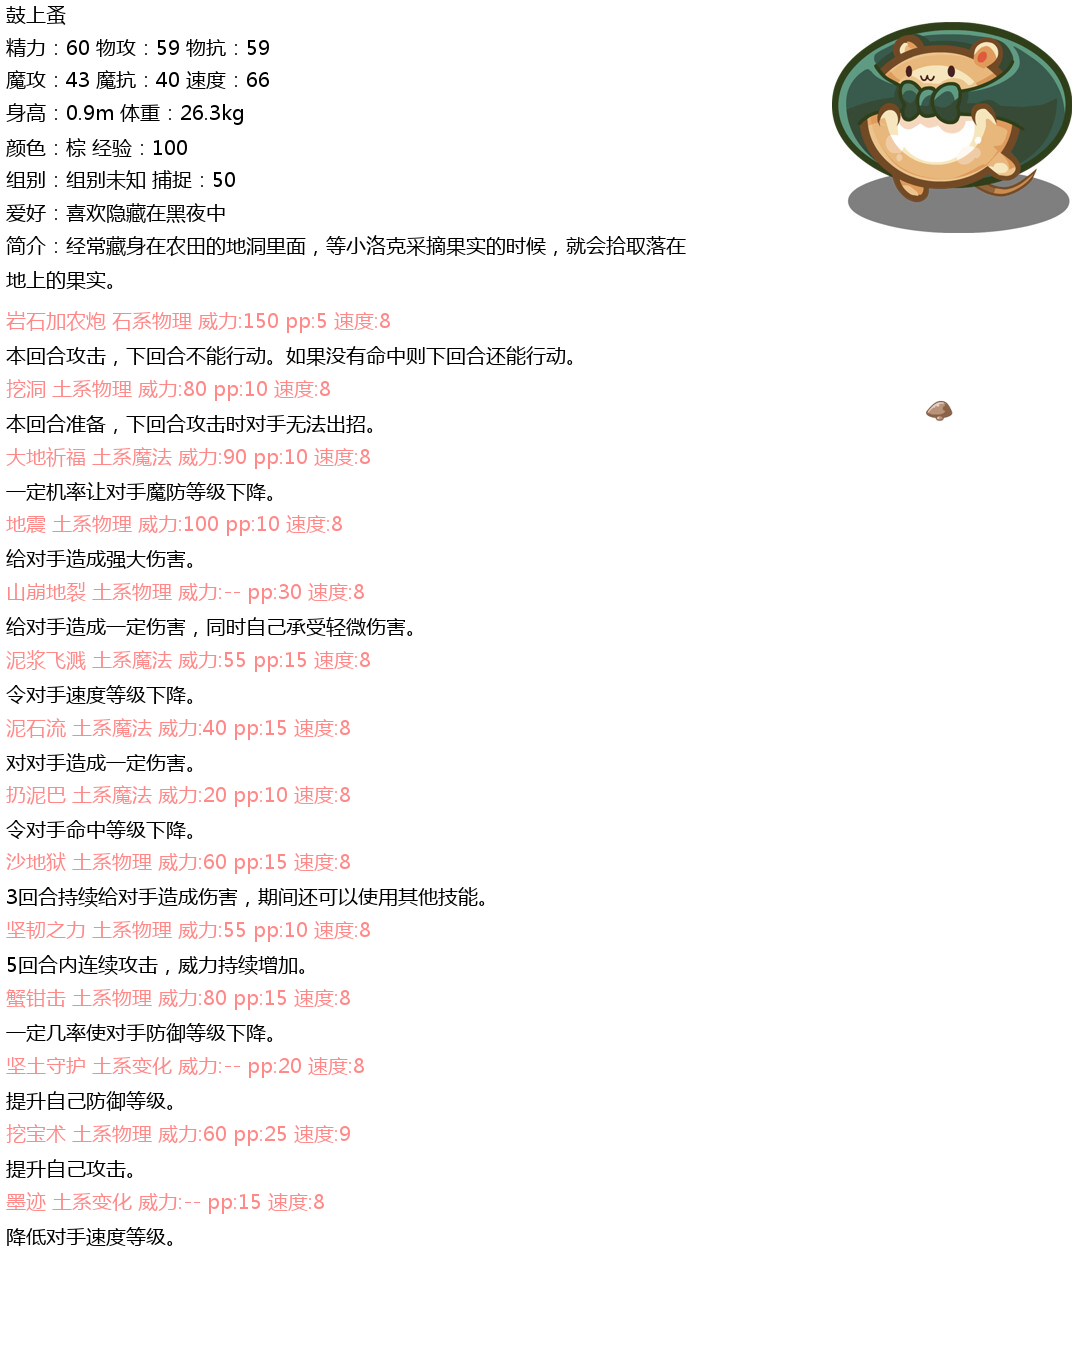 鼓上蚤
精力：60 物攻：59 物抗：59
魔攻：43 魔抗：40 速度：66
身高：0.9m 体重：26.3kg
颜色：棕 经验：100
组别：组别未知 捕捉：50
爱好：喜欢隐藏在黑夜中
简介：经常藏身在农田的地洞里面，等小洛克采摘果实的时候，就会拾取落在
地上的果实。
岩石加农炮 石系物理 威力:150 pp:5 速度:8
本回合攻击，下回合不能行动。如果没有命中则下回合还能行动。
挖洞 土系物理 威力:80 pp:10 速度:8
本回合准备，下回合攻击时对手无法出招。
大地祈福 土系魔法 威力:90 pp:10 速度:8
一定机率让对手魔防等级下降。
地震 土系物理 威力:100 pp:10 速度:8
给对手造成强大伤害。
山崩地裂 土系物理 威力:-- pp:30 速度:8
给对手造成一定伤害，同时自己承受轻微伤害。
泥浆飞溅 土系魔法 威力:55 pp:15 速度:8
令对手速度等级下降。
泥石流 土系魔法 威力:40 pp:15 速度:8
对对手造成一定伤害。
扔泥巴 土系魔法 威力:20 pp:10 速度:8
令对手命中等级下降。
沙地狱 土系物理 威力:60 pp:15 速度:8
3回合持续给对手造成伤害，期间还可以使用其他技能。
坚韧之力 土系物理 威力:55 pp:10 速度:8
5回合内连续攻击，威力持续增加。
蟹钳击 土系物理 威力:80 pp:15 速度:8
一定几率使对手防御等级下降。
坚土守护 土系变化 威力:-- pp:20 速度:8
提升自己防御等级。
挖宝术 土系物理 威力:60 pp:25 速度:9
提升自己攻击。
墨迹 土系变化 威力:-- pp:15 速度:8
降低对手速度等级。